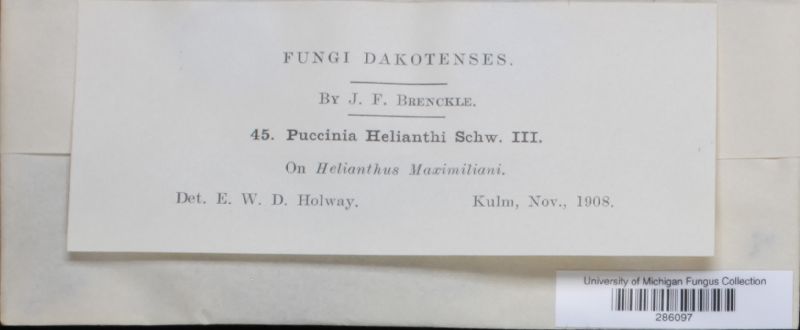 FUNGI DAKOTENSES.
By J. F. Brenckle.
45. Puccinia Helianthi Schw. III.
On Helianthus Maximiliani.
Det. E. W. D. Holway. Kulm, Nov., 1908.
University of Michigan Fungus Collection
286097